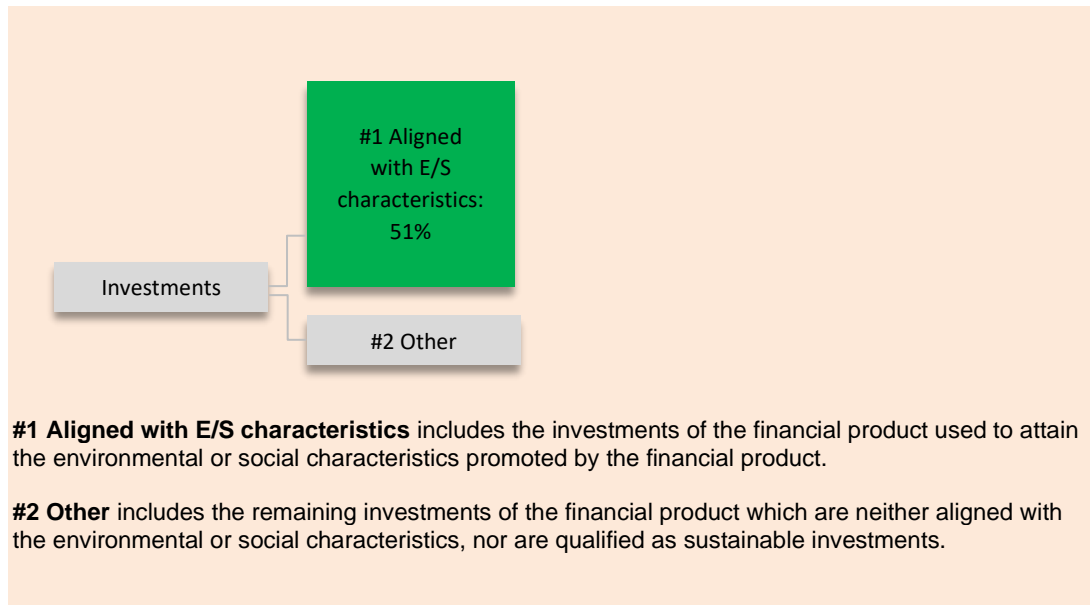 #1 Aligned
with E/S
characteristics:
51%
Investments
#2 Other
#1 Aligned with E/S characteristics includes the investments of the financial product used to attain
the environmental or social characteristics promoted by the financial product.
#2 Other includes the remaining investments of the financial product which are neither aligned with
the environmental or social characteristics, nor are qualified as sustainable investments.